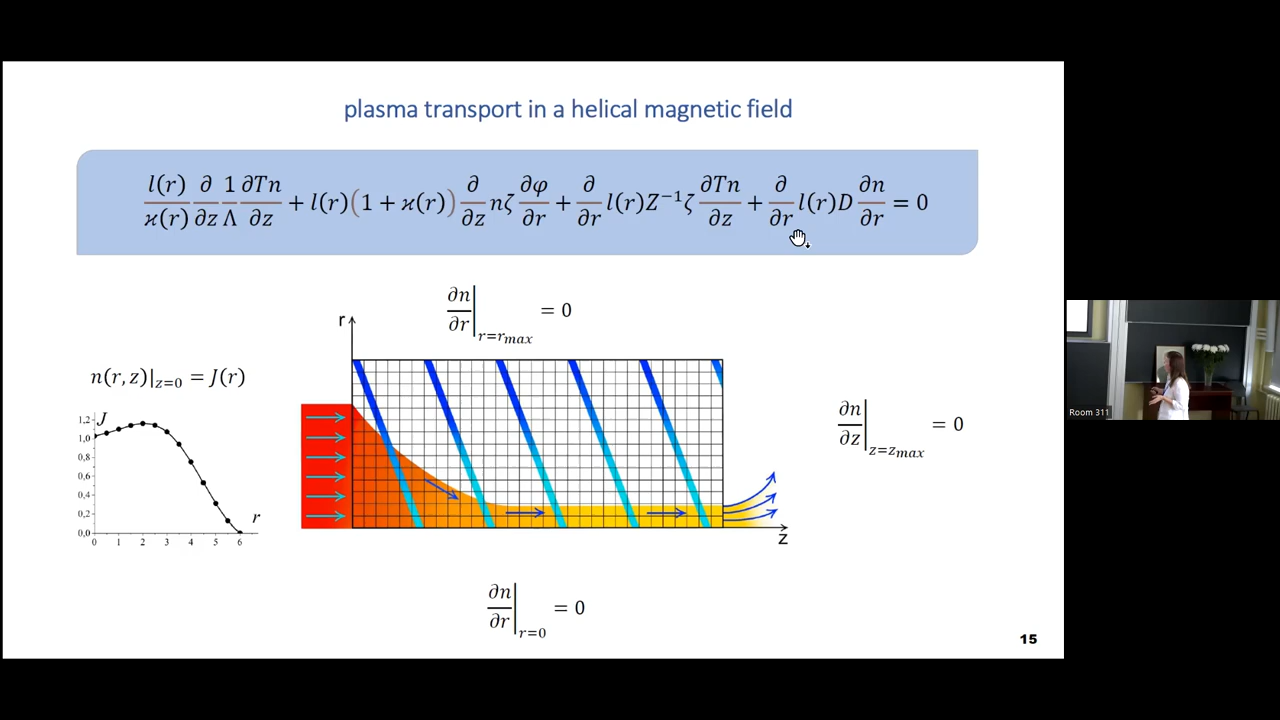 plasma transport in a helical magnetic field
l(r)/ϰ(r) ∂/∂z 1/Λ ∂Tn/∂z + l(r)(1 + ϰ(r)) ∂/∂z nζ ∂φ/∂r + ∂/∂r l(r)Z⁻¹ζ ∂Tn/∂z + ∂/∂r l(r)D ∂n/∂r = 0
∂n/∂r|r=rmax = 0
r
n(r, z)|z=0 = J(r)
J
1,2
1,0
0,8
0,6
0,4
0,2
0,0
0 1 2 3 4 5 6
r
∂n/∂z|z=zmax = 0
z
∂n/∂r|r=0 = 0
15
Room 311